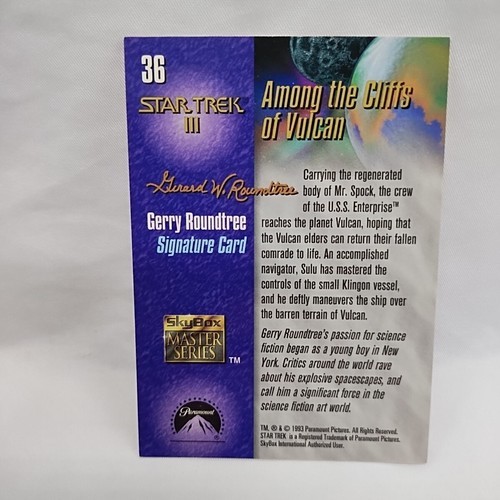 36
STAR TREK
III
Among the Cliffs
of Vulcan
Gerard W. Roundtree
Gerry Roundtree
Signature Card
Carrying the regenerated
body of Mr. Spock, the crew
of the U.S.S. Enterprise™
reaches the planet Vulcan, hoping that
the Vulcan elders can return their fallen
comrade to life. An accomplished
navigator, Sulu has mastered the
controls of the small Klingon vessel,
and he deftly maneuvers the ship over
the barren terrain of Vulcan.
Gerry Roundtree's passion for science
fiction began as a young boy in New
York. Critics around the world rave
about his explosive spacescapes, and
call him a significant force in the
science fiction art world.
SkyBox
MASTER
SERIES
TM
Paramount
TM, ® & © 1993 Paramount Pictures. All Rights Reserved.
STAR TREK is a Registered Trademark of Paramount Pictures.
SkyBox International Authorized User.